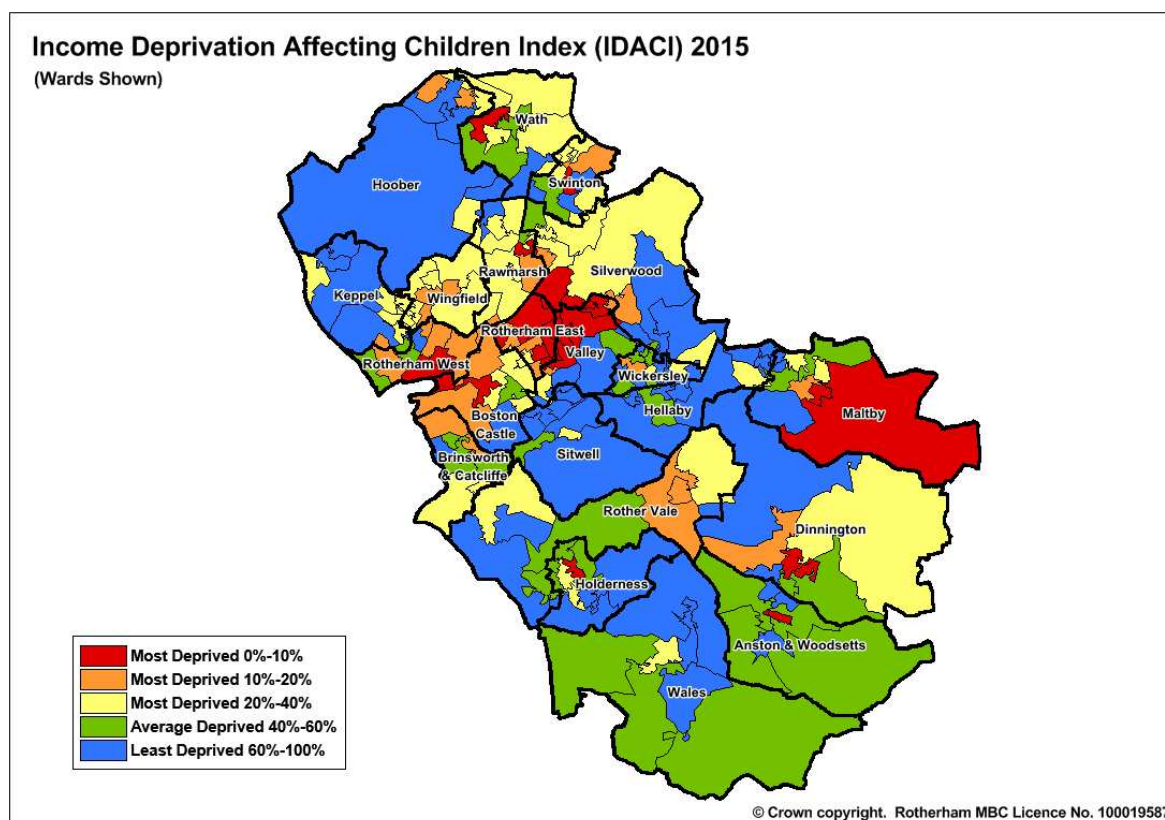 Income Deprivation Affecting Children Index (IDACI) 2015
(Wards Shown)
Wath
Hoober
Swinton
Rawmarsh
Silverwood
Keppel
Wingfield
Rotherham East
Valley
Rotherham West
Wickersley
Hellaby
Maltby
Boston
Castle
Sitwell
Brinsworth
& Catcliffe
Rother Vale
Dinnington
Holderness
Anston & Woodsetts
Wales
Most Deprived 0%-10%
Most Deprived 10%-20%
Most Deprived 20%-40%
Average Deprived 40%-60%
Least Deprived 60%-100%
© Crown copyright. Rotherham MBC Licence No. 100019587